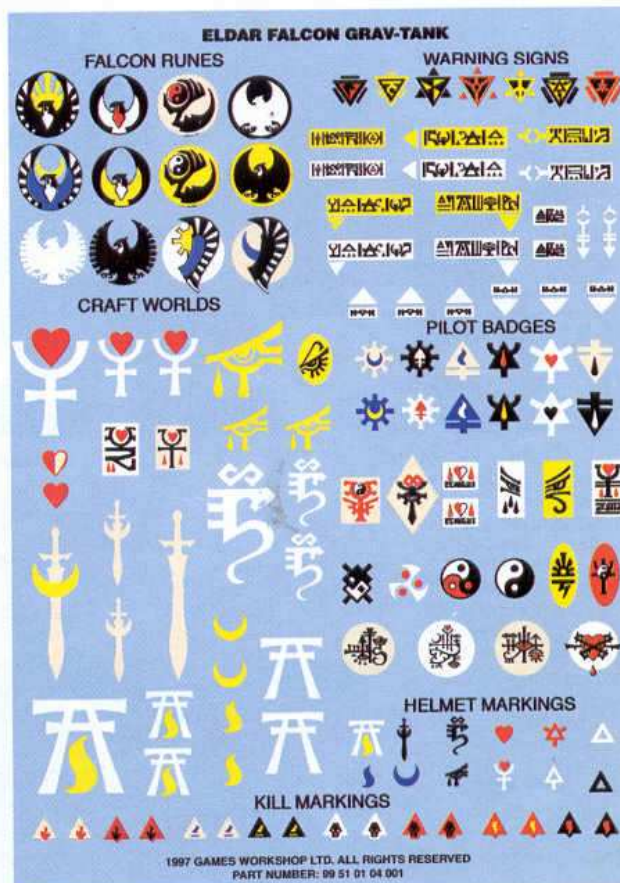 ELDAR FALCON GRAV-TANK
FALCON RUNES
WARNING SIGNS
CRAFT WORLDS
PILOT BADGES
HELMET MARKINGS
KILL MARKINGS
1997 GAMES WORKSHOP LTD. ALL RIGHTS RESERVED
PART NUMBER: 99 51 01 04 001